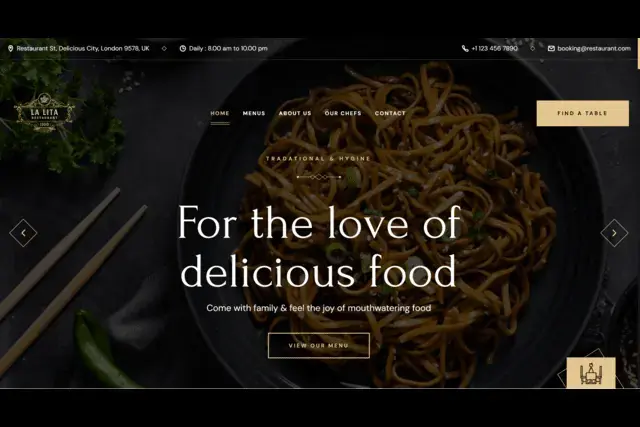 Restaurant St, Delicious City, London 9578, UK
Daily : 8.00 am to 10.00 pm
+1 123 456 7890
booking@restaurant.com
LA LITA
RESTAURANT
HOME
MENUS
ABOUT US
OUR CHEFS
CONTACT
FIND A TABLE
TRADATIONAL & HYGINE
For the love of
delicious food
Come with family & feel the joy of mouthwatering food
VIEW OUR MENU